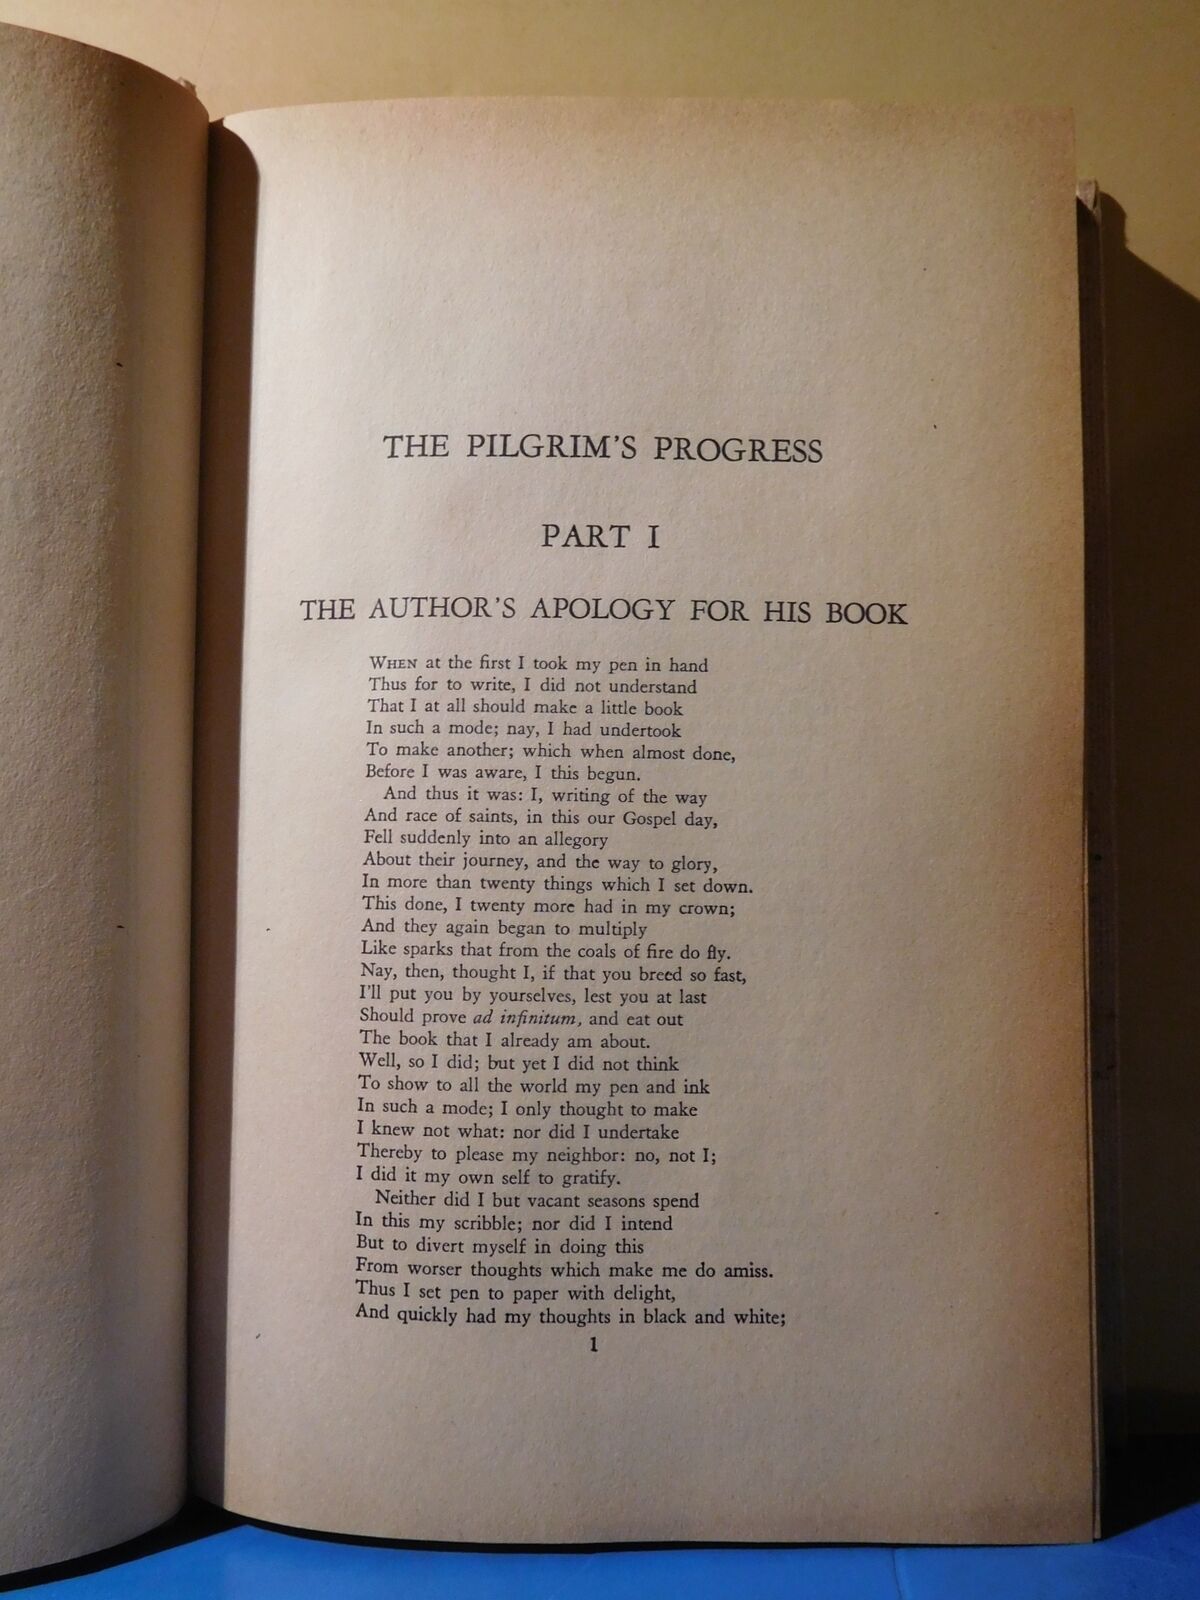 THE PILGRIM'S PROGRESS
PART I
THE AUTHOR'S APOLOGY FOR HIS BOOK
WHEN at the first I took my pen in hand
Thus for to write, I did not understand
That I at all should make a little book
In such a mode; nay, I had undertook
To make another; which when almost done,
Before I was aware, I this begun.
And thus it was: I, writing of the way
And race of saints, in this our Gospel day,
Fell suddenly into an allegory
About their journey, and the way to glory,
In more than twenty things which I set down.
This done, I twenty more had in my crown;
And they again began to multiply
Like sparks that from the coals of fire do fly.
Nay, then, thought I, if that you breed so fast,
I'll put you by yourselves, lest you at last
Should prove ad infinitum, and eat out
The book that I already am about.
Well, so I did; but yet I did not think
To show to all the world my pen and ink
In such a mode; I only thought to make
I knew not what: nor did I undertake
Thereby to please my neighbor: no, not I;
I did it my own self to gratify.
Neither did I but vacant seasons spend
In this my scribble; nor did I intend
But to divert myself in doing this
From worser thoughts which make me do amiss.
Thus I set pen to paper with delight,
And quickly had my thoughts in black and white;
1